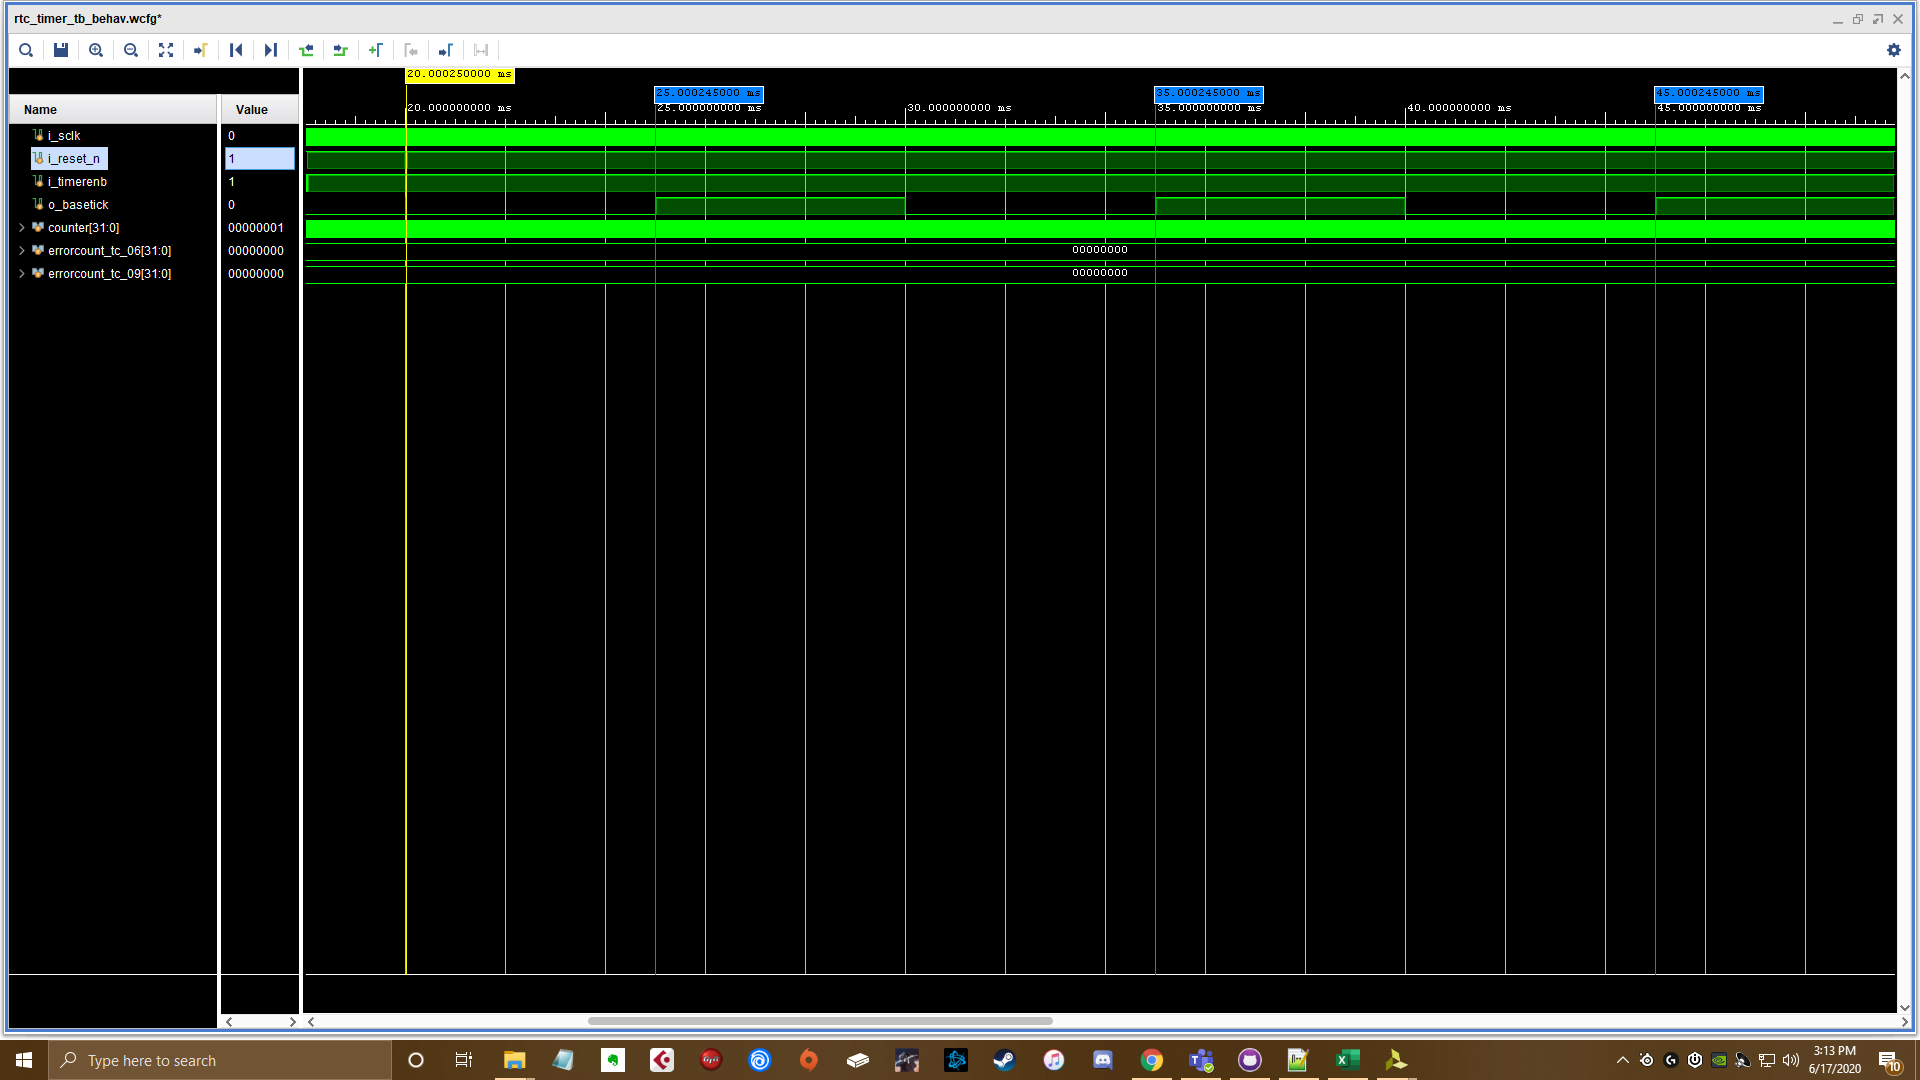 rtc_timer_tb_behav.wcfg*
20.000250000 ms
25.000245000 ms
35.000245000 ms
45.000245000 ms
20.000000000 ms
25.000000000 ms
30.000000000 ms
35.000000000 ms
40.000000000 ms
45.000000000 ms
Name
Value
i_sclk
0
i_reset_n
1
i_timerenb
1
o_basetick
0
counter[31:0]
00000001
errorcount_tc_06[31:0]
00000000
00000000
errorcount_tc_09[31:0]
00000000
00000000
Type here to search
3:13 PM
6/17/2020
10